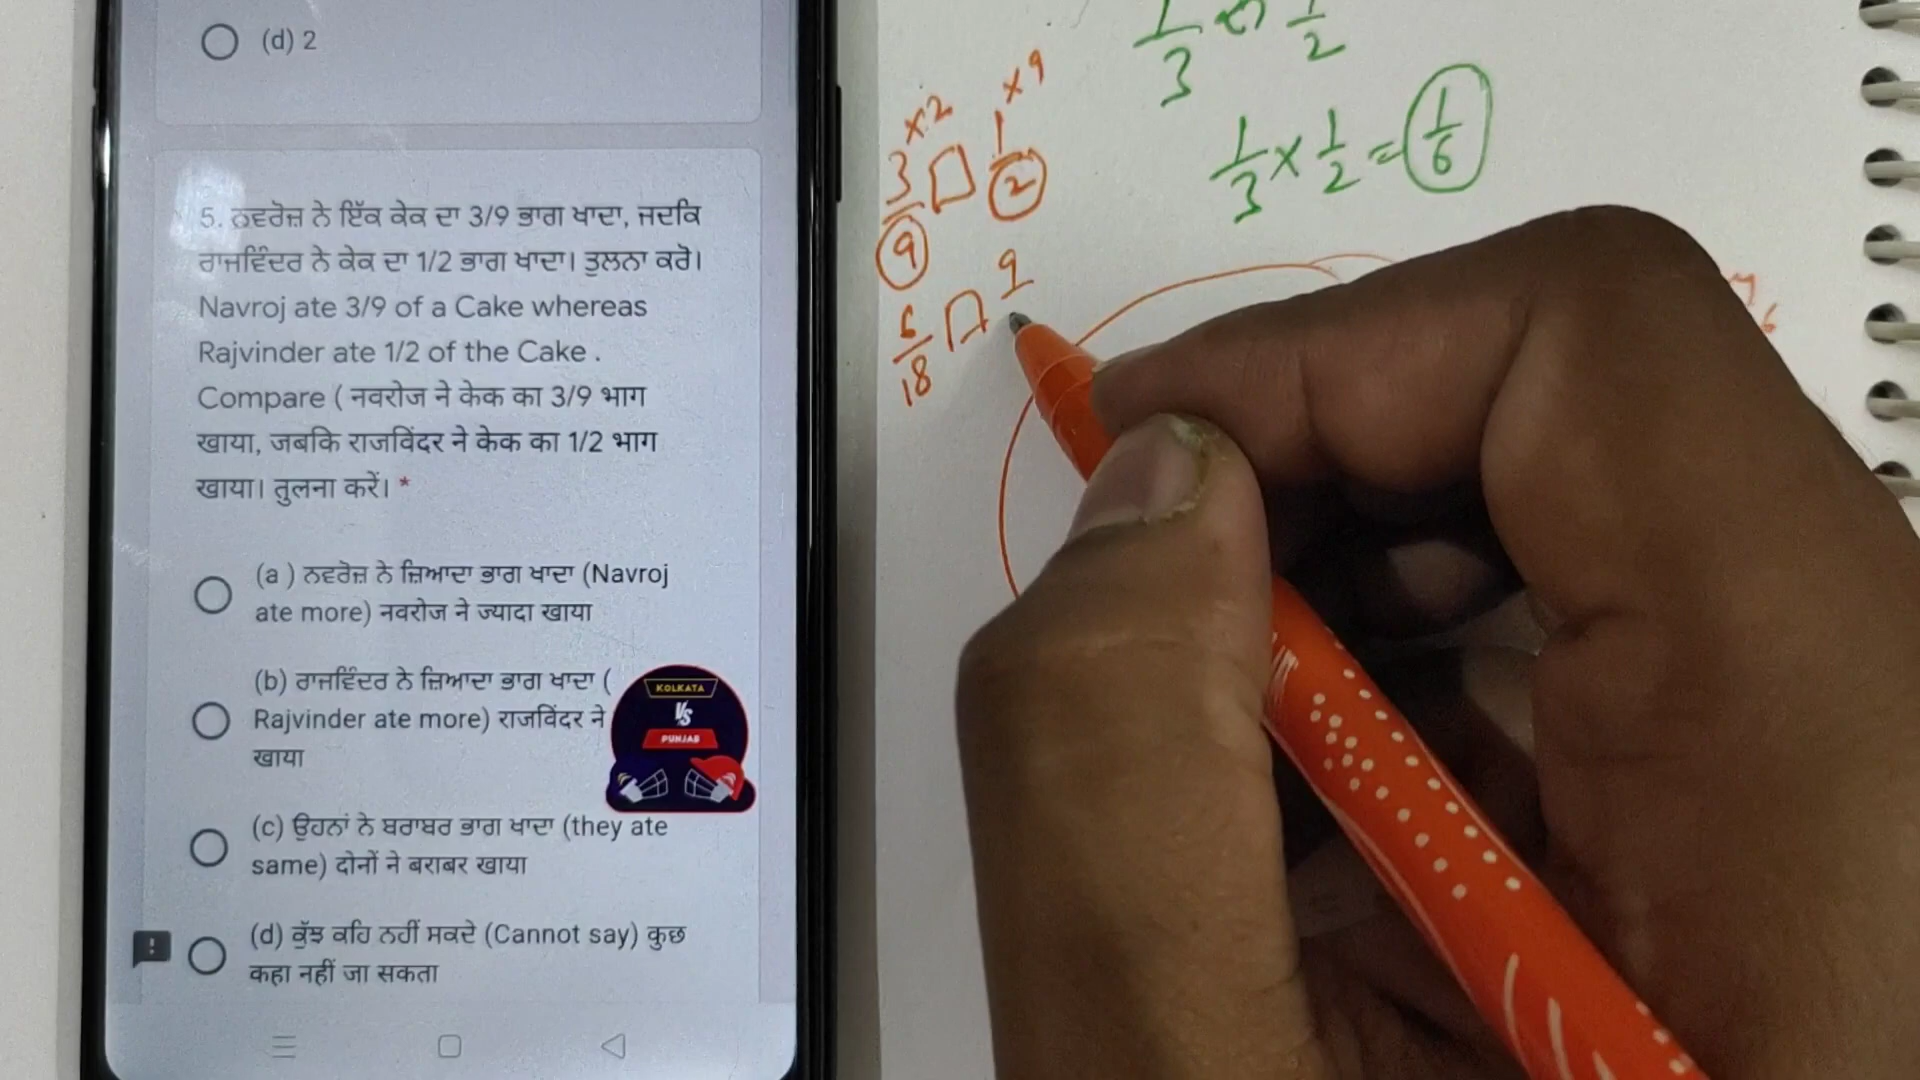 (d) 2
5. ਨਵਰੋਜ਼ ਨੇ ਇੱਕ ਕੇਕ ਦਾ 3/9 ਭਾਗ ਖਾਦਾ, ਜਦਕਿ
ਰਾਜਵਿੰਦਰ ਨੇ ਕੇਕ ਦਾ 1/2 ਭਾਗ ਖਾਦਾ। ਤੁਲਨਾ ਕਰੋ।
Navroj ate 3/9 of a Cake whereas
Rajvinder ate 1/2 of the Cake .
Compare ( नवरोज ने केक का 3/9 भाग
खाया, जबकि राजविंदर ने केक का 1/2 भाग
खाया। तुलना करें। *
(a ) ਨਵਰੋਜ਼ ਨੇ ਜ਼ਿਆਦਾ ਭਾਗ ਖਾਦਾ (Navroj
ate more) नवरोज ने ज्यादा खाया
(b) ਰਾਜਵਿੰਦਰ ਨੇ ਜ਼ਿਆਦਾ ਭਾਗ ਖਾਦਾ (
Rajvinder ate more) राजविंदर ने
खाया
KOLKATA
VS
PUNJAB
(c) ਉਹਨਾਂ ਨੇ ਬਰਾਬਰ ਭਾਗ ਖਾਦਾ (they ate
same) दोनों ने बराबर खाया
(d) ਕੁੱਝ ਕਹਿ ਨਹੀਂ ਸਕਦੇ (Cannot say) कुछ
कहा नहीं जा सकता
1/3 1/2
1/3 × 1/2 = 1/6
×2 ×9
3/9 □ 1/2
6/18 □ 9